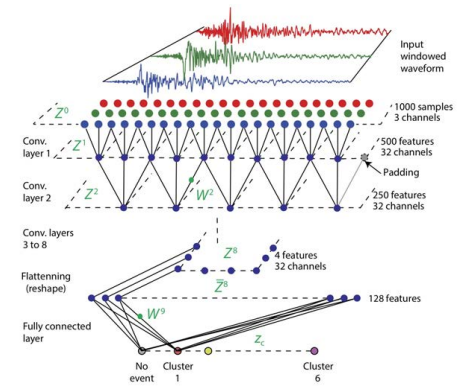 Input
windowed
waveform
Z⁰
1000 samples
3 channels
Conv.
layer 1
Z¹
500 features
32 channels
Padding
Conv.
layer 2
Z²
W²
250 features
32 channels
Conv. layers
3 to 8
Z⁸
4 features
32 channels
Flattenning
(reshape)
Z̅⁸
128 features
W⁹
Fully connected
layer
z_c
No
event
Cluster
1
Cluster
6